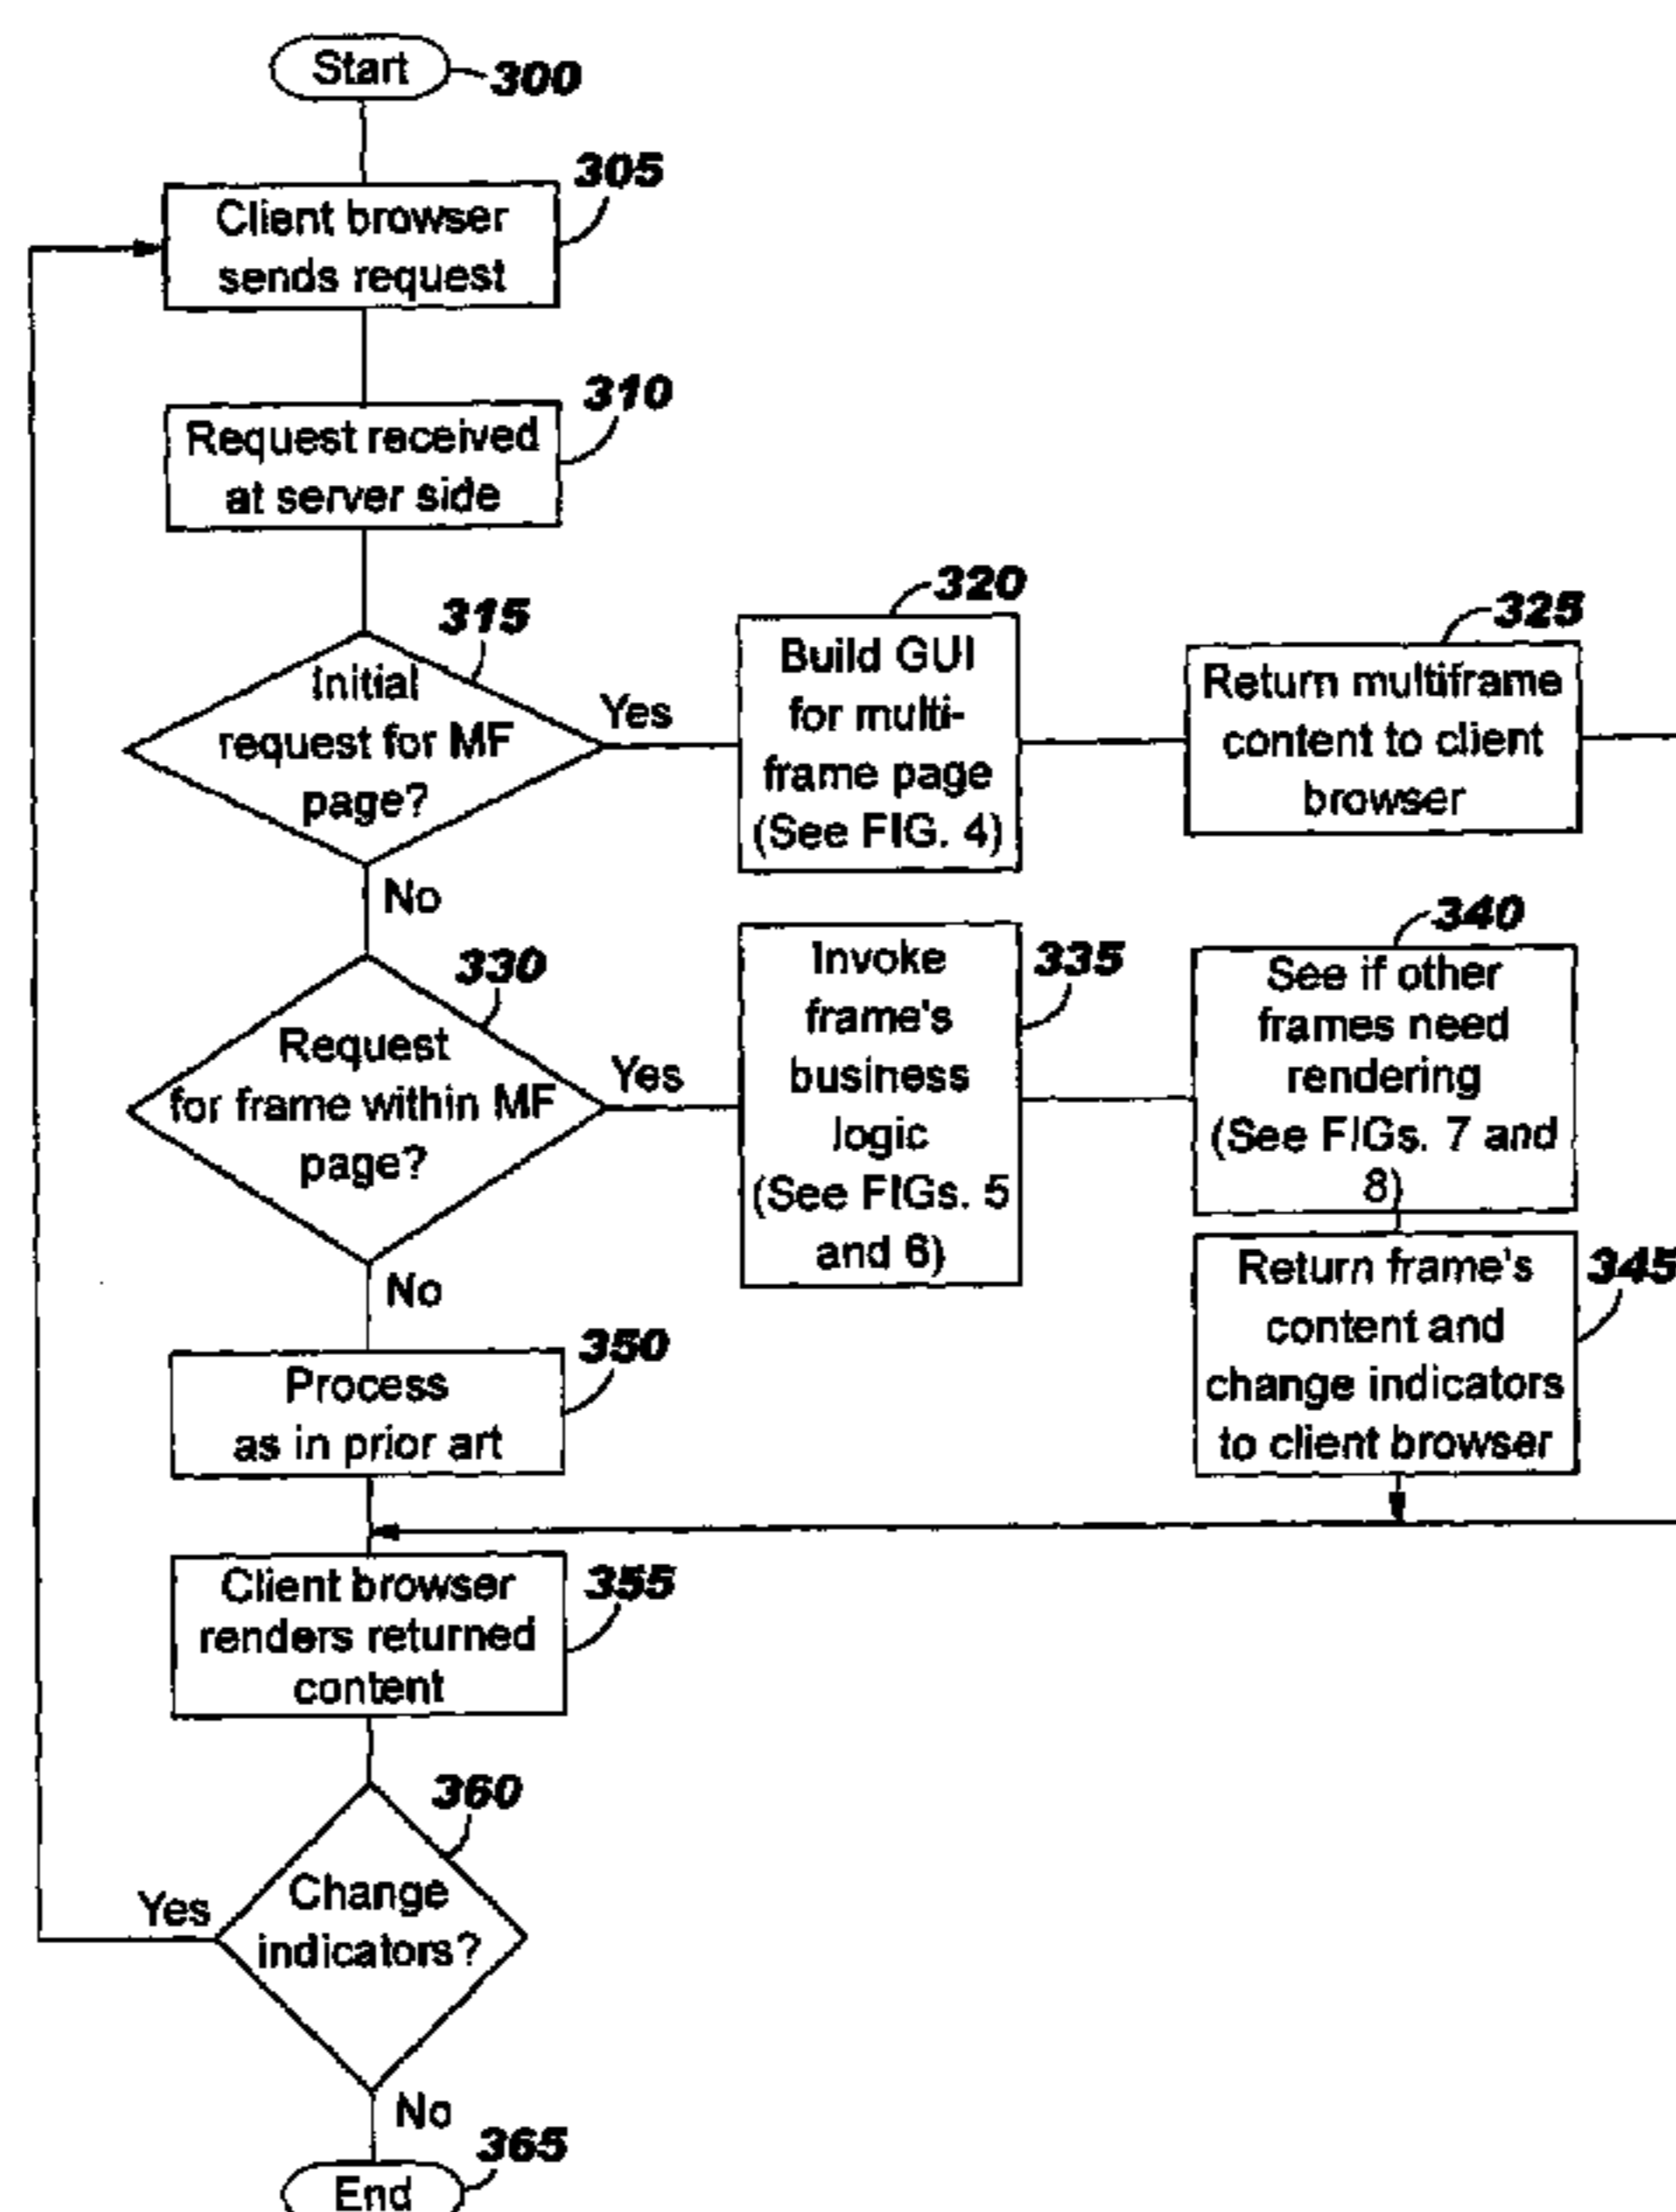 Start
300
305
Client browser
sends request
310
Request received
at server side
315
Initial
request for MF
page?
Yes
No
320
Build GUI
for multi-
frame page
(See FIG. 4)
325
Return multiframe
content to client
browser
330
Request
for frame within MF
page?
Yes
No
335
Invoke
frame's
business
logic
(See FIGs. 5
and 6)
340
See if other
frames need
rendering
(See FIGs. 7 and
8)
345
Return frame's
content and
change indicators
to client browser
350
Process
as in prior art
355
Client browser
renders returned
content
360
Change
indicators?
Yes
No
365
End